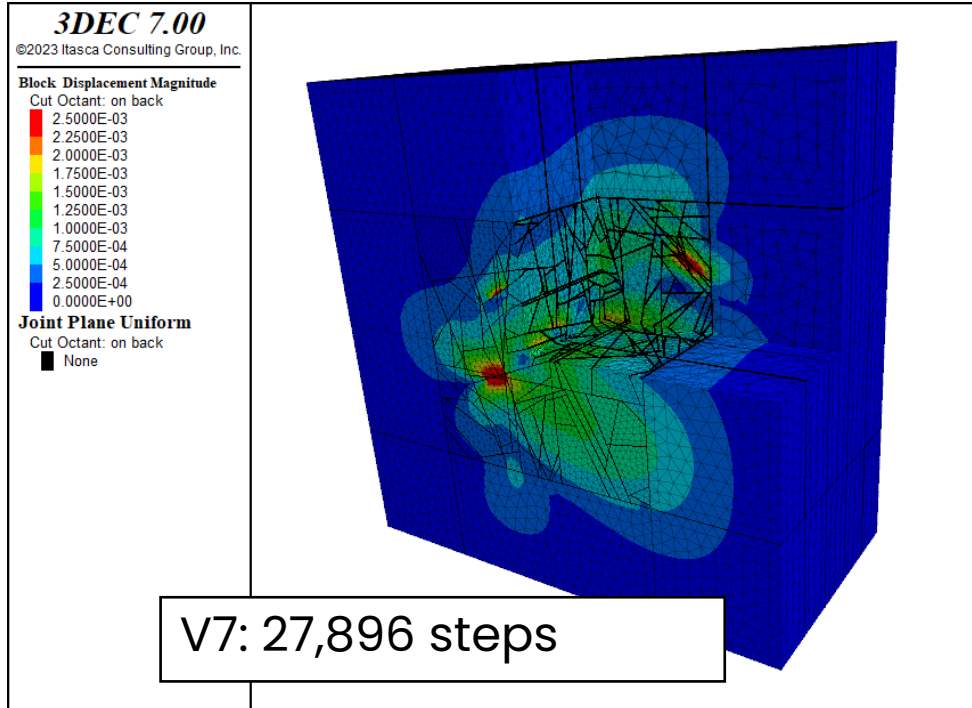 3DEC 7.00
©2023 Itasca Consulting Group, Inc.
Block Displacement Magnitude
Cut Octant: on back
2.5000E-03
2.2500E-03
2.0000E-03
1.7500E-03
1.5000E-03
1.2500E-03
1.0000E-03
7.5000E-04
5.0000E-04
2.5000E-04
0.0000E+00
Joint Plane Uniform
Cut Octant: on back
None
V7: 27,896 steps